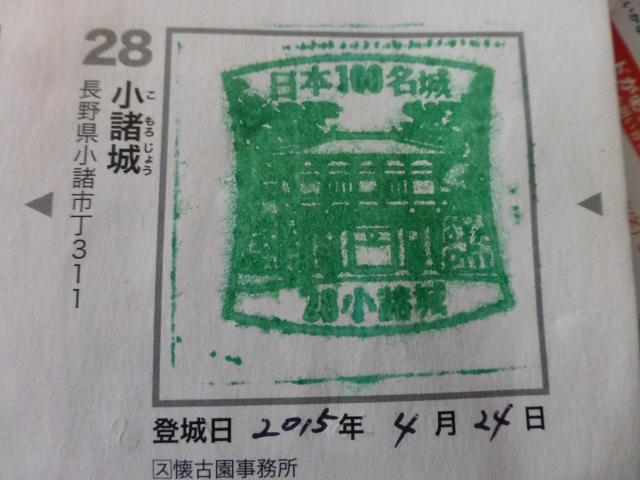 28
小諸城
こもろじょう
長野県小諸市丁311
日本100名城
28小諸城
登城日 2015年 4月 24日
ス懐古園事務所